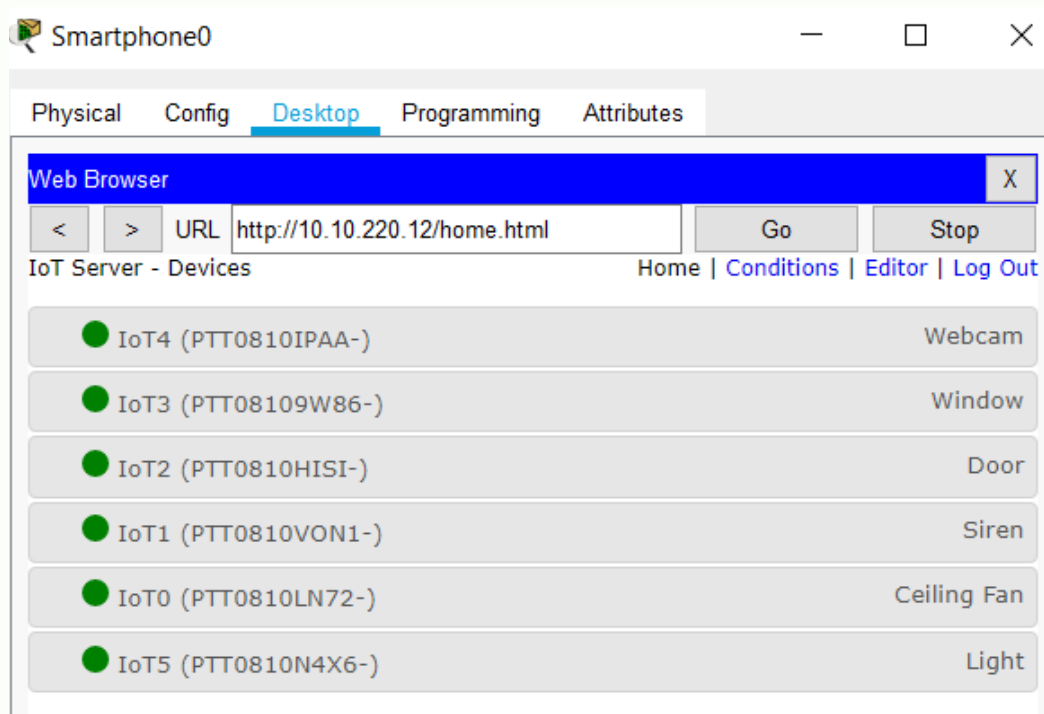 Smartphone0
Physical Config Desktop Programming Attributes
Web Browser X
< > URL http://10.10.220.12/home.html Go Stop
IoT Server - Devices Home | Conditions | Editor | Log Out
IoT4 (PTT0810IPAA-) Webcam
IoT3 (PTT08109W86-) Window
IoT2 (PTT0810HISI-) Door
IoT1 (PTT0810VON1-) Siren
IoT0 (PTT0810LN72-) Ceiling Fan
IoT5 (PTT0810N4X6-) Light